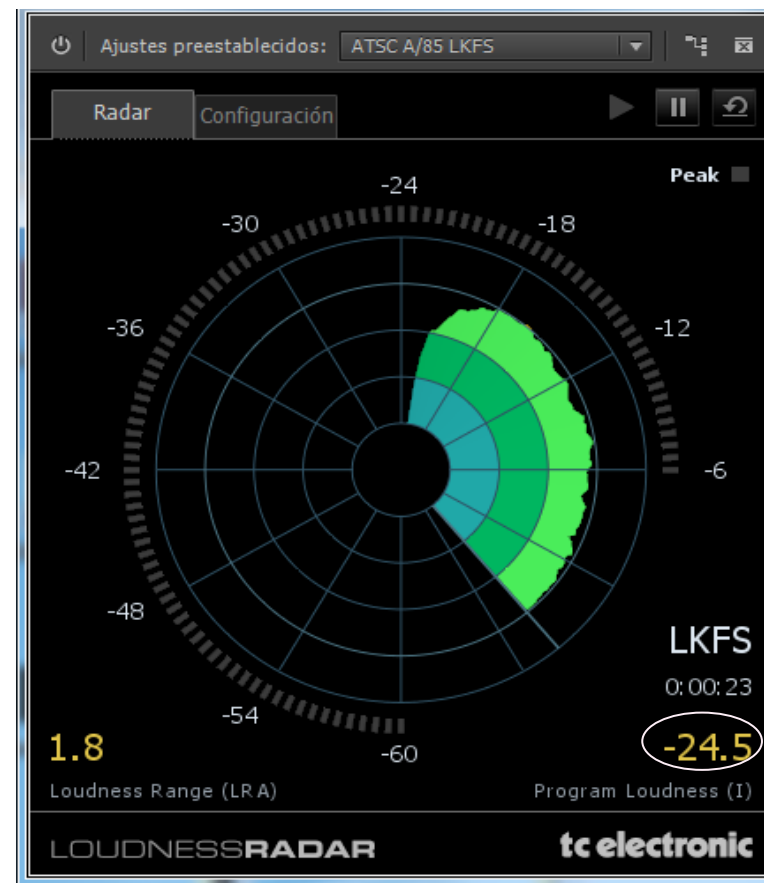 Ajustes preestablecidos: ATSC A/85 LKFS
Radar Configuración
Peak
-24
-30 -18
-36 -12
-42 -6
-48
LKFS
0:00:23
-54
1.8 -60 -24.5
Loudness Range (LRA) Program Loudness (I)
LOUDNESSRADAR tc electronic